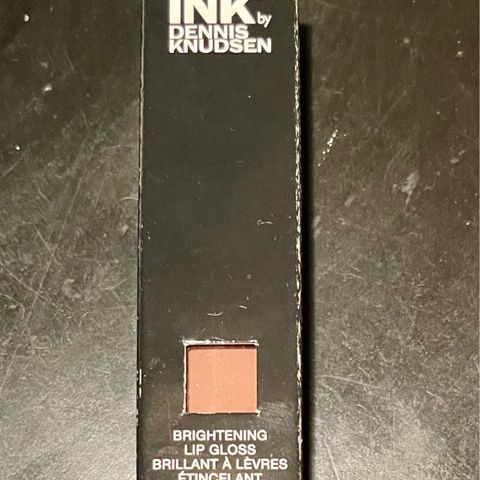 INK by
DENNIS
KNUDSEN
BRIGHTENING
LIP GLOSS
BRILLANT À LÈVRES
ÉTINCELANT